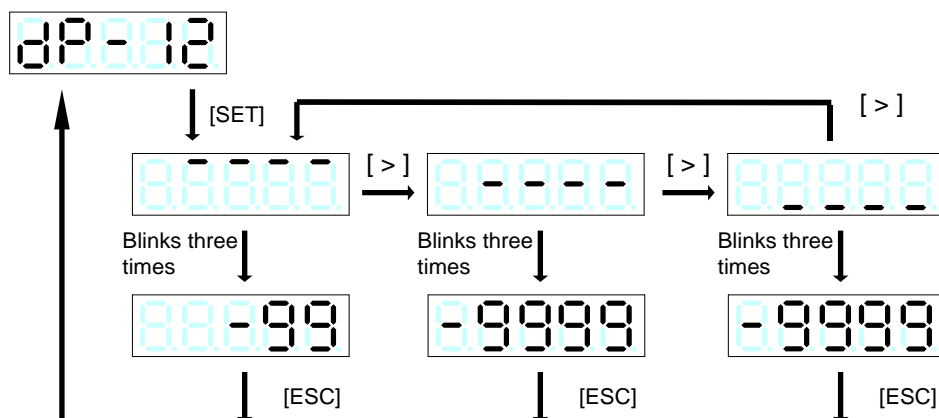 dP-12
[SET]
[ > ]
[ > ]
[ > ]
- - - -
- - - -
- - - -
Blinks three
times
Blinks three
times
Blinks three
times
-99
-9999
-9999
[ESC]
[ESC]
[ESC]